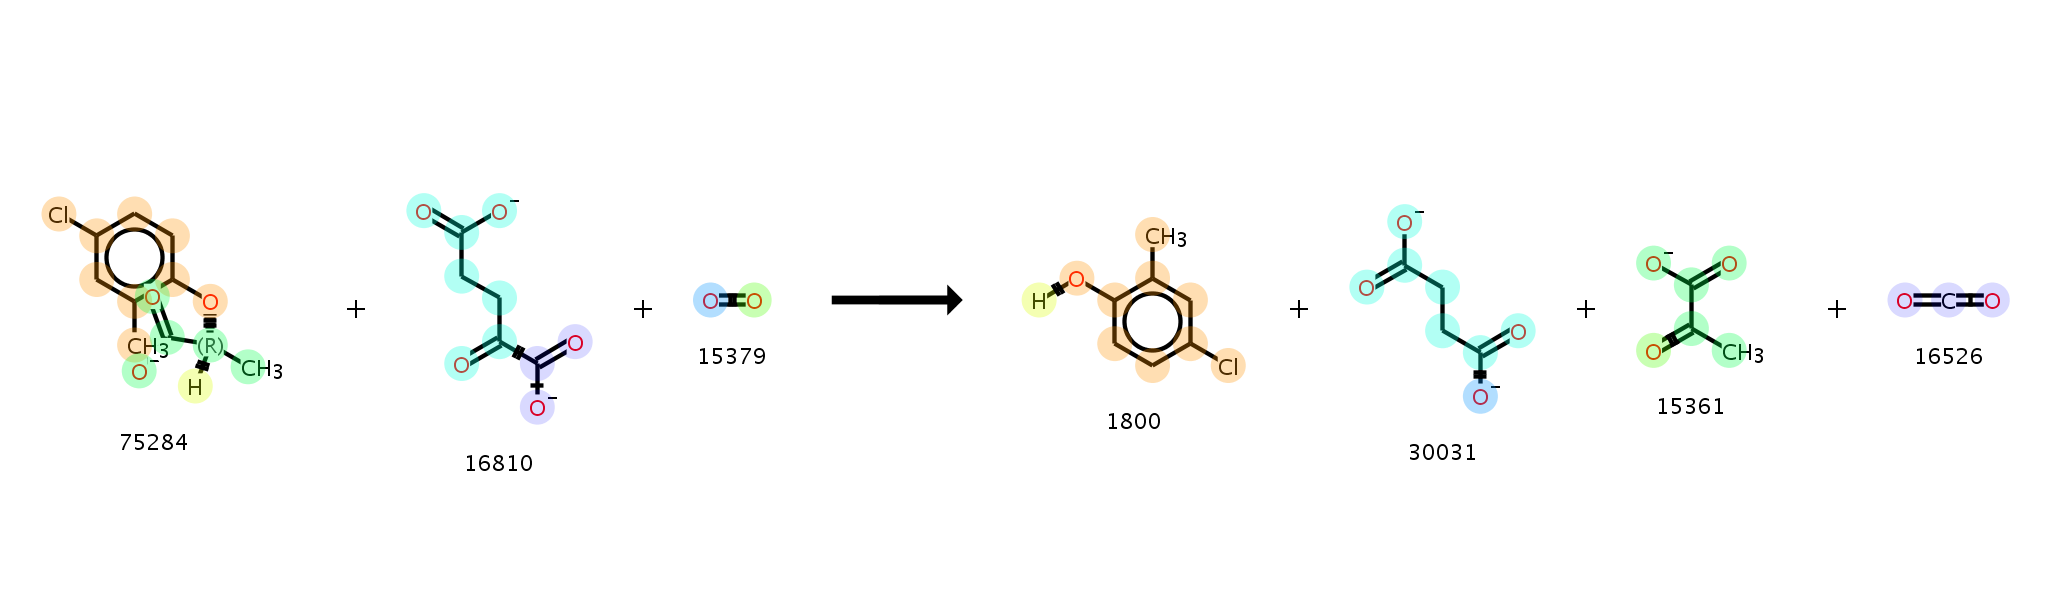 Cl
O
CH3
O-
(R)
H
CH3
75284
+
O
O-
O
O
O-
16810
+
O
O
15379
CH3
H
O
Cl
1800
+
O-
O
O
O-
30031
+
O-
O
O
CH3
15361
+
O
C
O
16526